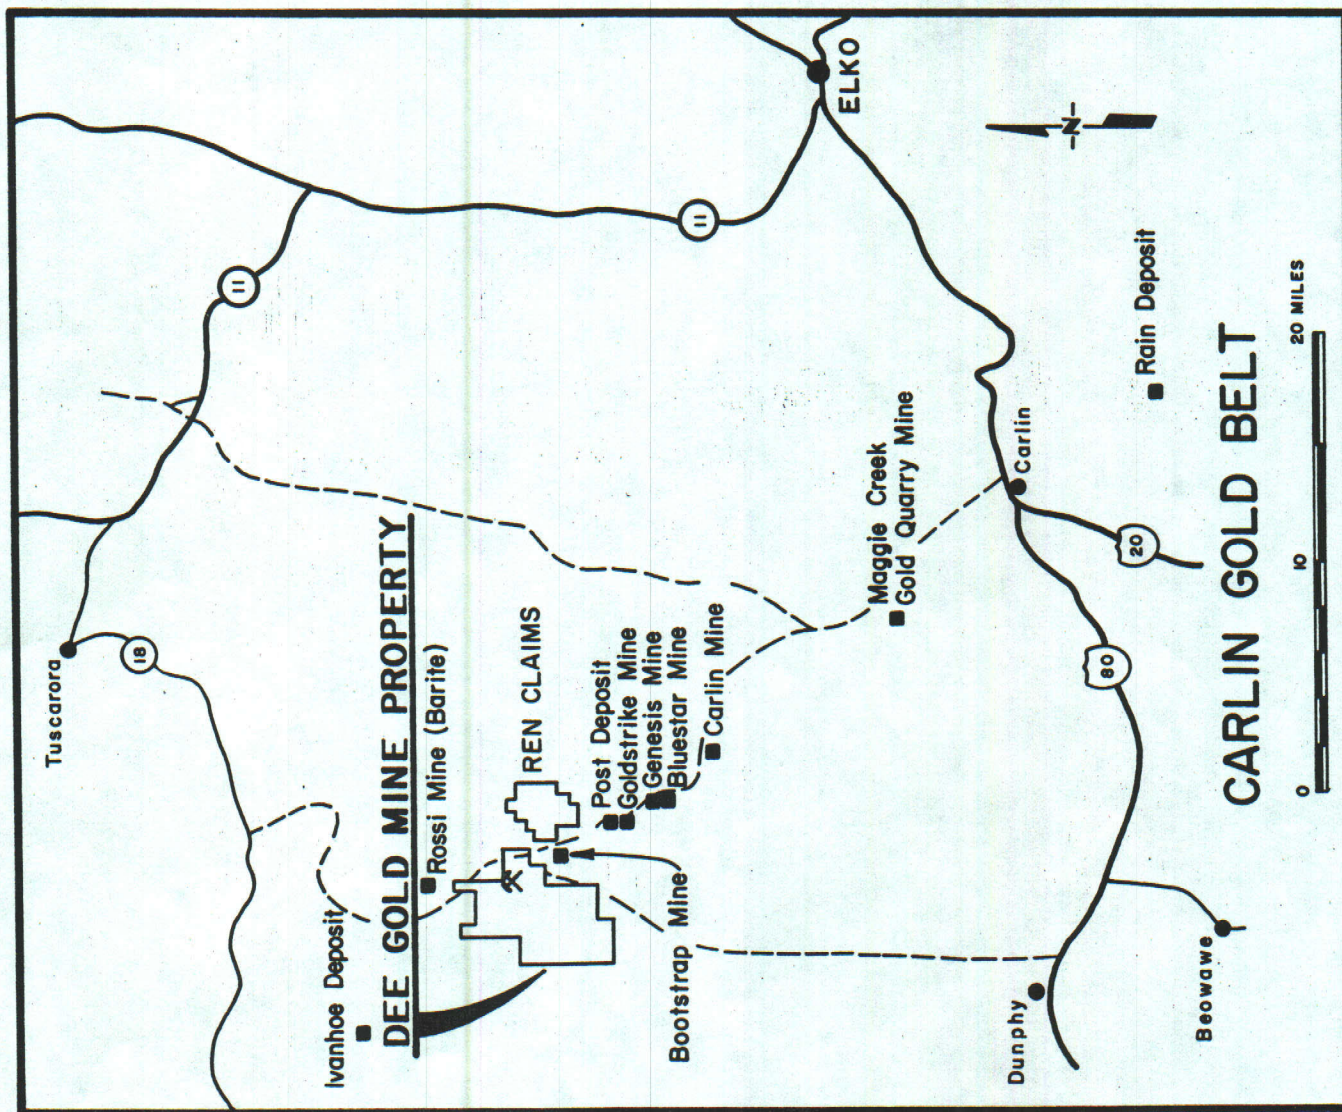 Tuscarora
18
11
11
ELKO
Ivanhoe Deposit
DEE GOLD MINE PROPERTY
Rossi Mine (Barite)
REN CLAIMS
Post Deposit
Goldstrike Mine
Genesis Mine
Bluestar Mine
Carlin Mine
Bootstrap Mine
Maggie Creek
Gold Quarry Mine
Carlin
N
Rain Deposit
20
80
Dunphy
Beowawe
CARLIN GOLD BELT
0 10 20 MILES